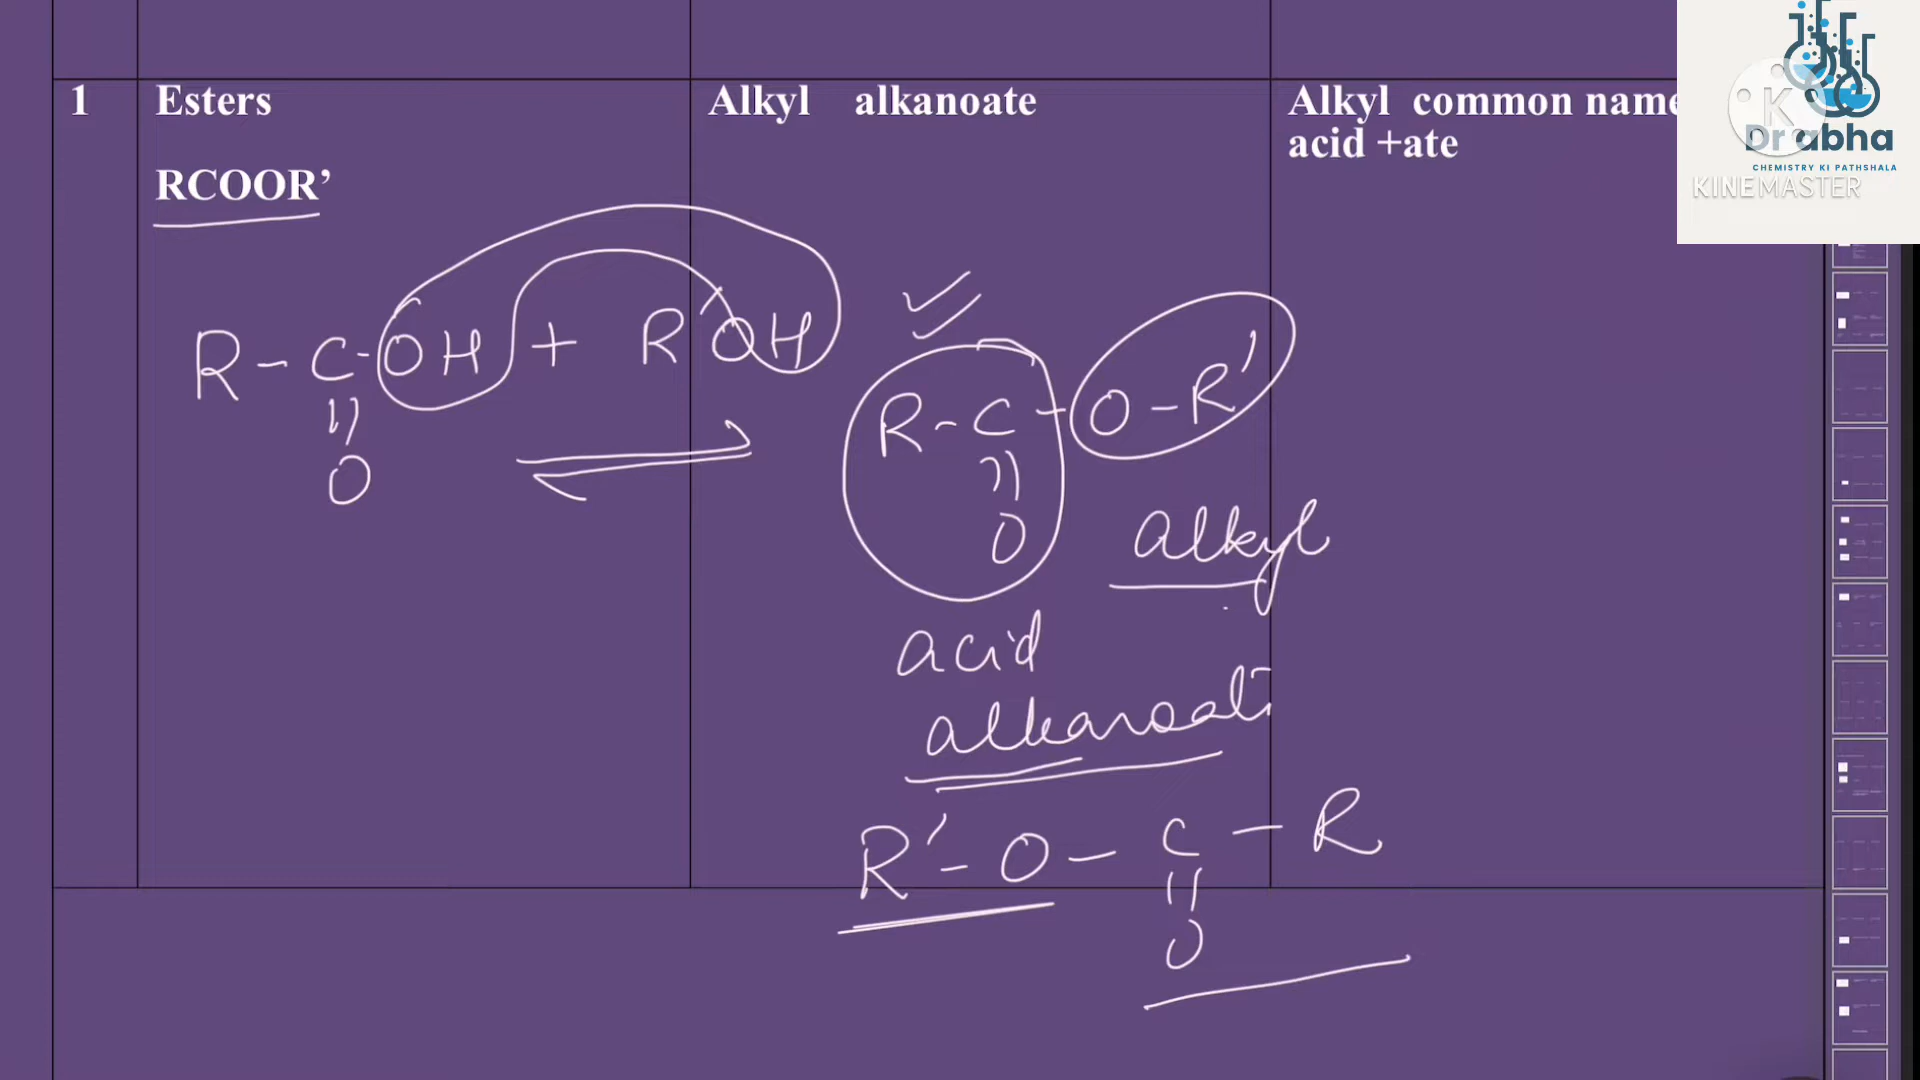 1 Esters Alkyl alkanoate Alkyl common name
acid +ate
RCOOR’
R-C-OH + R'OH
O
R-C-O-R'
O
alkyl
acid
R'-O-C-R
O
Dr abha
CHEMISTRY KI PATHSHALA
K
KINEMASTER